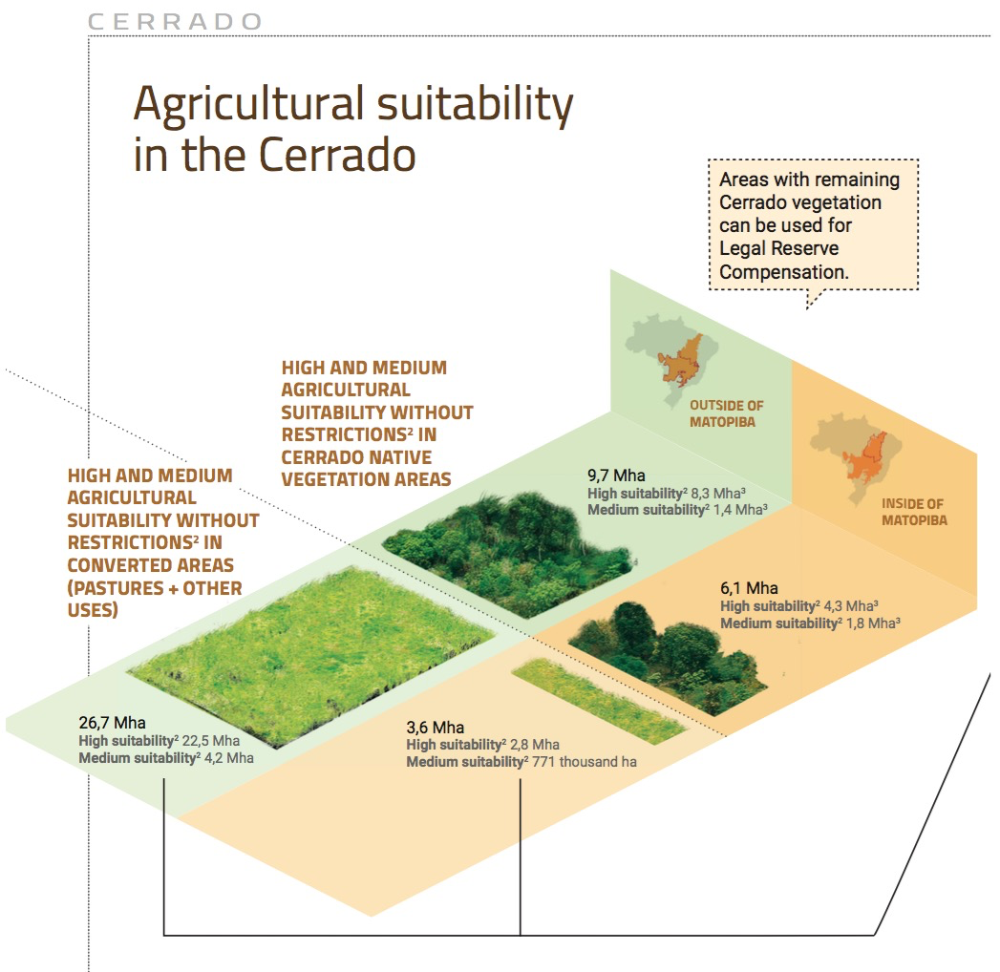 CERRADO
Agricultural suitability
in the Cerrado
Areas with remaining
Cerrado vegetation
can be used for
Legal Reserve
Compensation.
HIGH AND MEDIUM
AGRICULTURAL
SUITABILITY WITHOUT
RESTRICTIONS² IN
CERRADO NATIVE
VEGETATION AREAS
OUTSIDE OF
MATOPIBA
INSIDE OF
MATOPIBA
HIGH AND MEDIUM
AGRICULTURAL
SUITABILITY WITHOUT
RESTRICTIONS² IN
CONVERTED AREAS
(PASTURES + OTHER
USES)
9,7 Mha
High suitability² 8,3 Mha³
Medium suitability² 1,4 Mha³
6,1 Mha
High suitability² 4,3 Mha³
Medium suitability² 1,8 Mha³
26,7 Mha
High suitability² 22,5 Mha
Medium suitability² 4,2 Mha
3,6 Mha
High suitability² 2,8 Mha
Medium suitability² 771 thousand ha